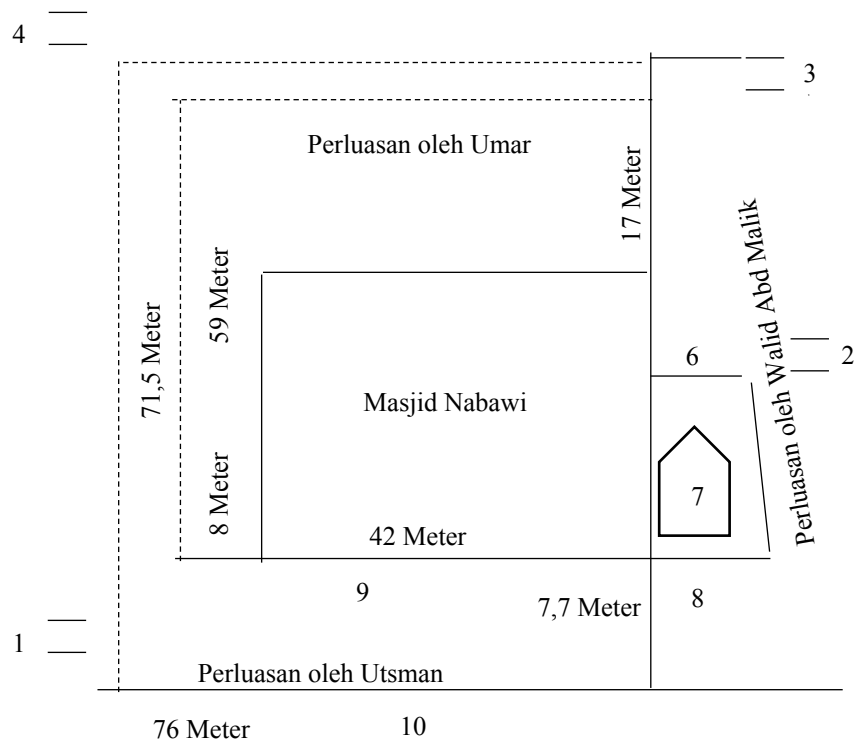 4
3
Perluasan oleh Umar
17 Meter
59 Meter
71,5 Meter
Perluasan oleh Walid Abd Malik
2
6
Masjid Nabawi
8 Meter
7
42 Meter
9
7,7 Meter
8
1
Perluasan oleh Utsman
76 Meter
10